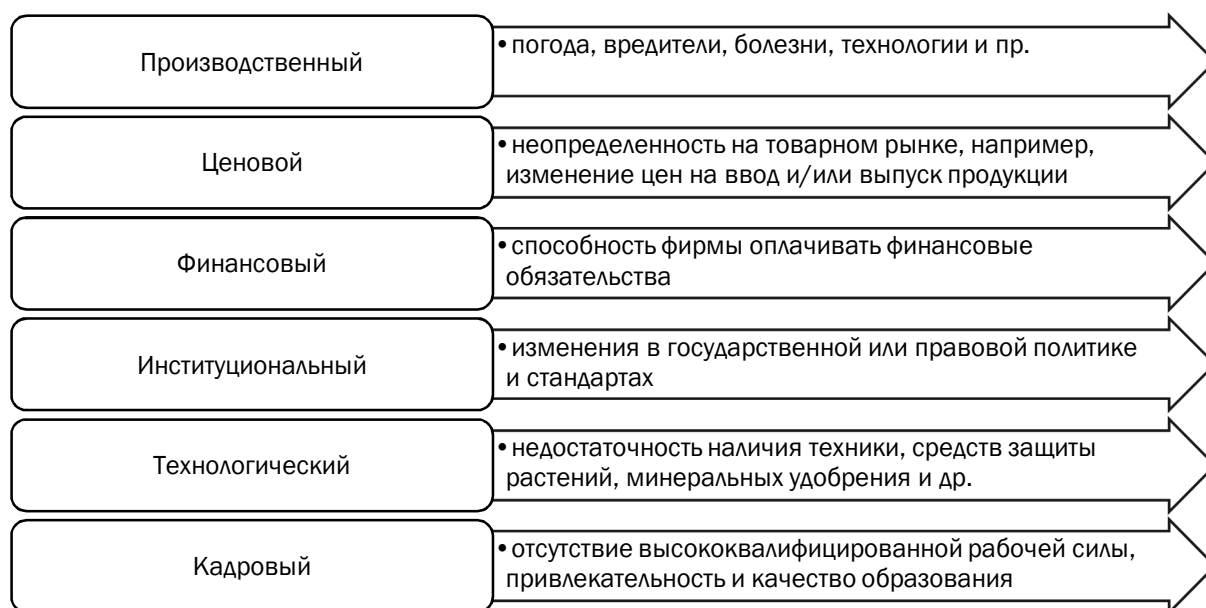 Производственный
• погода, вредители, болезни, технологии и пр.
Ценовой
• неопределенность на товарном рынке, например,
изменение цен на ввод и/или выпуск продукции
Финансовый
• способность фирмы оплачивать финансовые
обязательства
Институциональный
• изменения в государственной или правовой политике
и стандартах
Технологический
• недостаточность наличия техники, средств защиты
растений, минеральных удобрения и др.
Кадровый
• отсутствие высококвалифицированной рабочей силы,
привлекательность и качество образования